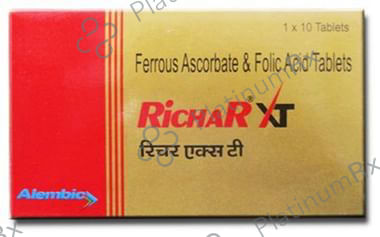 1 x 10 Tablets
Ferrous Ascorbate & Folic Acid Tablets
RICHAR XT
रिचर एक्स टी
Alembic
PlatinumRx